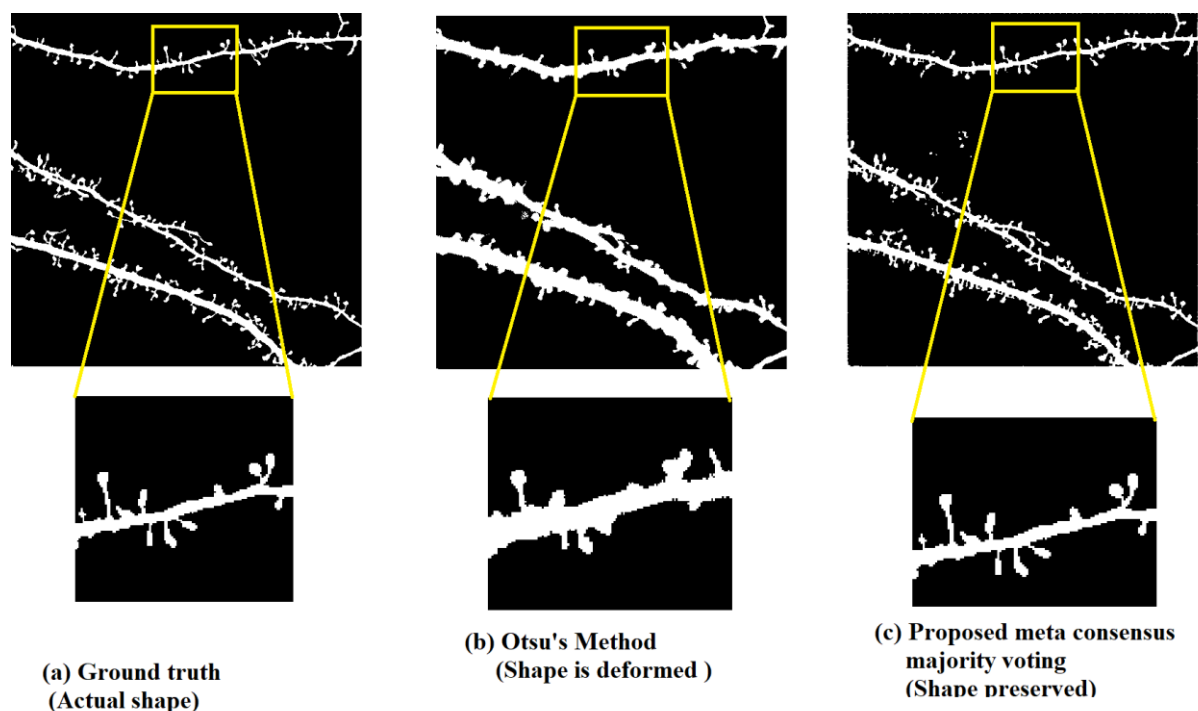 (a) Ground truth
(Actual shape)
(b) Otsu's Method
(Shape is deformed )
(c) Proposed meta consensus
majority voting
(Shape preserved)